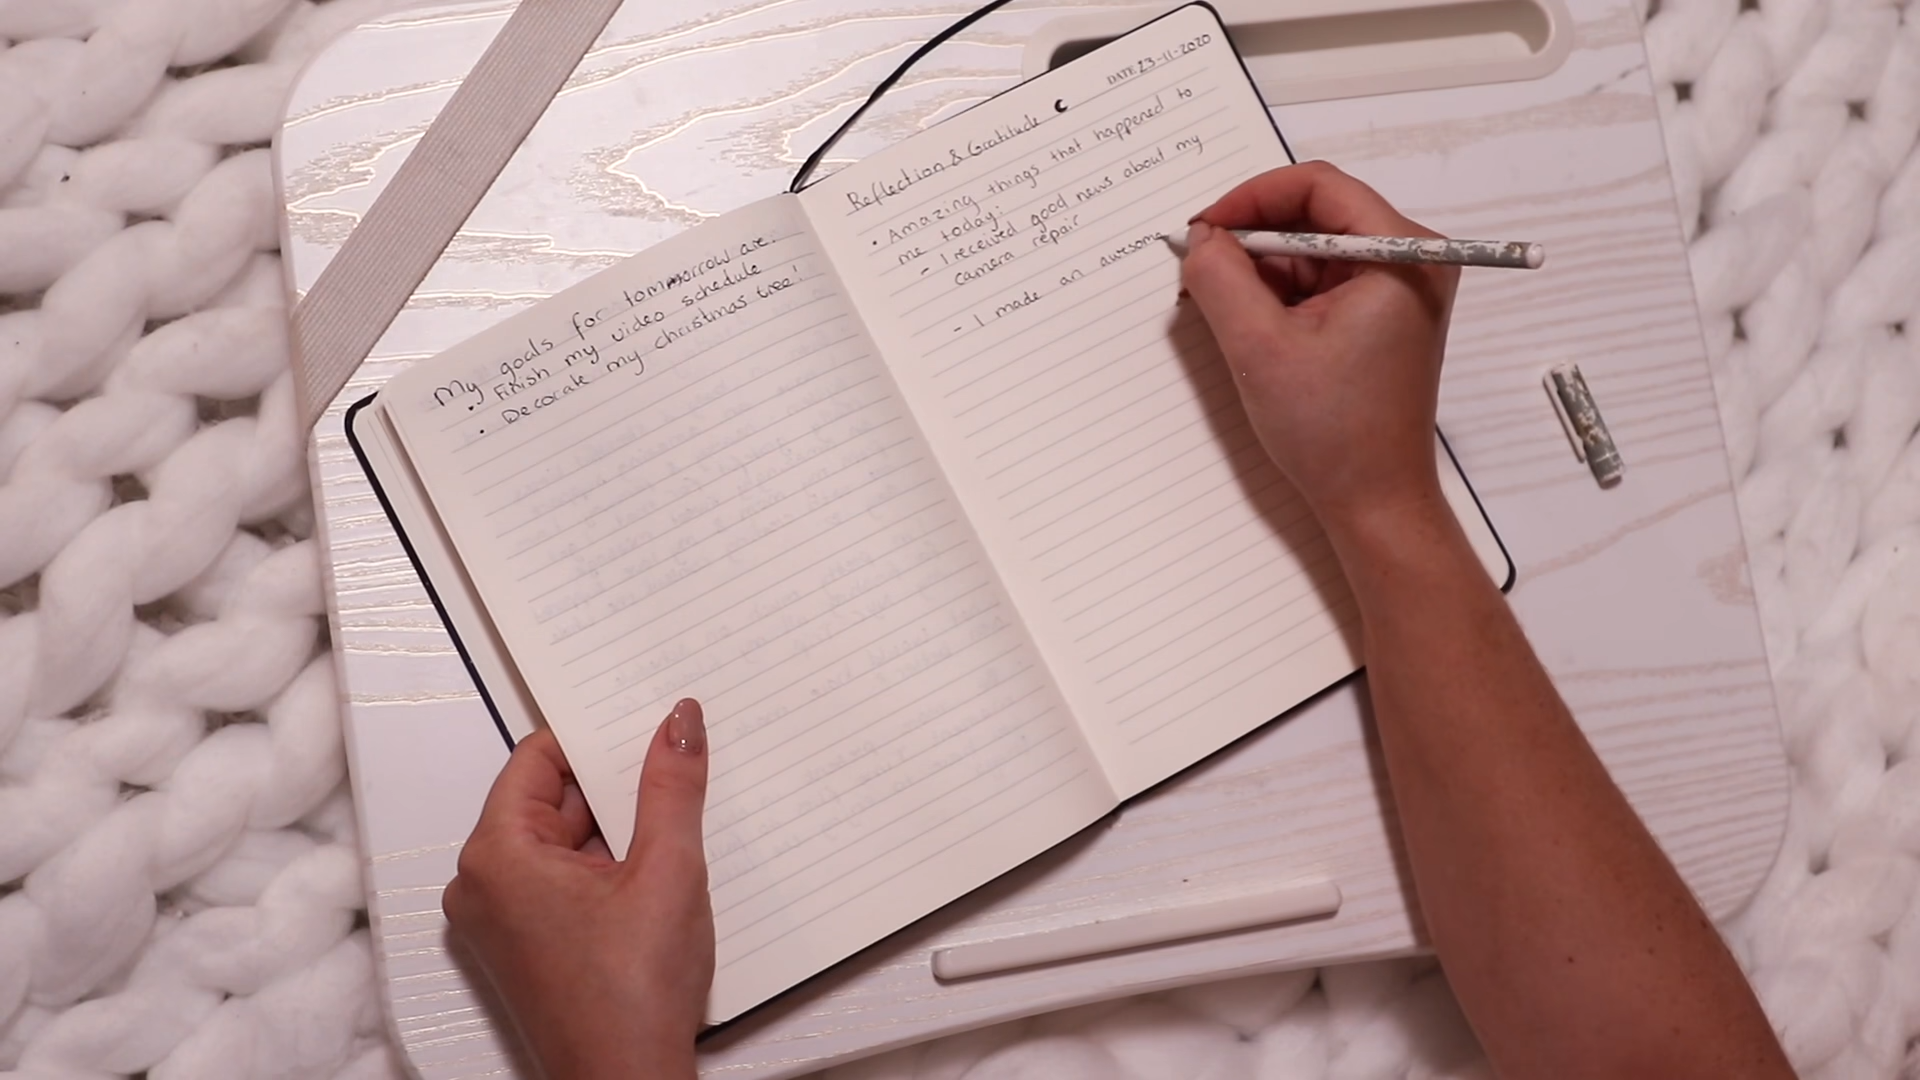 My goals for tomorrow are:
• Finish my video schedule
• Decorate my christmas tree!
DATE 23-11-2020
Reflection & Gratitude
• Amazing things that happened to
me today:
- I received good news about my
camera repair
- I made an awesome